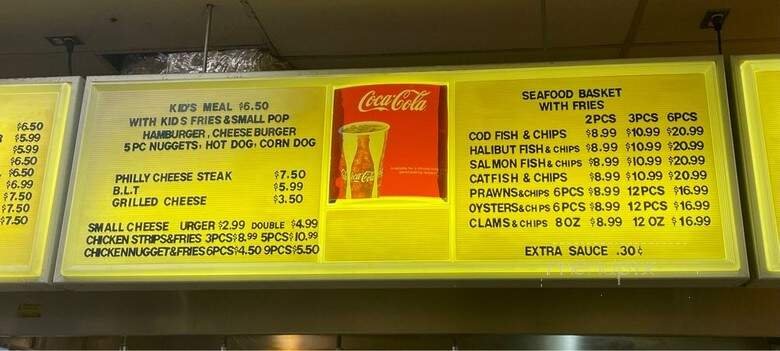 $6.50
$5.99
$5.99
$6.50
$6.50
$6.99
$7.50
$7.50
$7.50
KID'S MEAL $6.50
WITH KID S FRIES &SMALL POP
HAMBURGER, CHEESEBURGER
5 PC NUGGETS, HOT DOG, CORN DOG
PHILLY CHEESE STEAK $7.50
B.L.T $5.99
GRILLED CHEESE $3.50
SMALL CHEESE URGER $2.99 DOUBLE $4.99
CHICKEN STRIPS&FRIES 3PCS$8.99 5PCS$10.99
CHICKENNUGGET&FRIES 6PCS$4.50 9PCS$5.50
Coca-Cola
Coca-Cola
SEAFOOD BASKET
WITH FRIES
2PCS 3PCS 6PCS
COD FISH & CHIPS $8.99 $10.99 $20.99
HALIBUT FISH & CHIPS $8.99 $10.99 $20.99
SALMON FISH & CHIPS $8.99 $10.99 $20.99
CATFISH & CHIPS $8.99 $10.99 $20.99
PRAWNS&CHIPS 6PCS $8.99 12PCS $16.99
OYSTERS&CHPS 6PCS $8.99 12 PCS $16.99
CLAMS&CHIPS 8OZ $8.99 12 OZ $16.99
EXTRA SAUCE .30¢